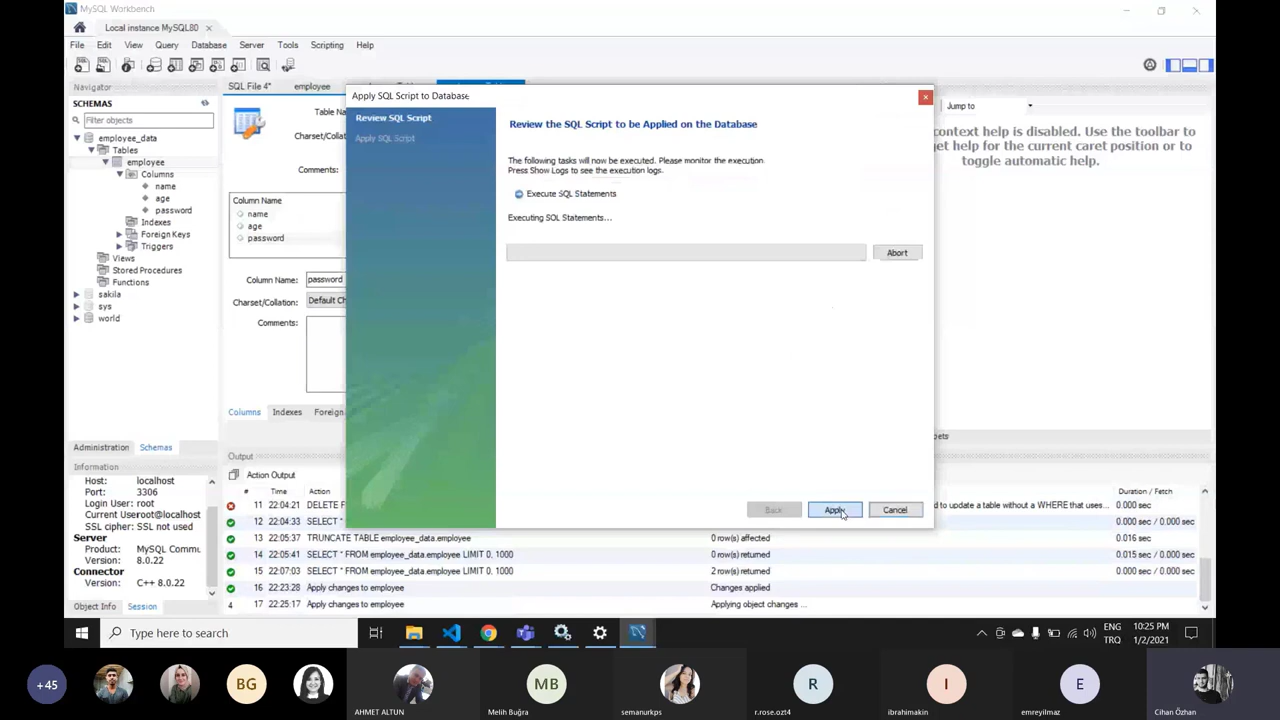 MySQL Workbench
Local instance MySQL80
File Edit View Query Database Server Tools Scripting Help
Navigator
SCHEMAS
Filter objects
employee_data
Tables
employee
Columns
name
age
password
Indexes
Foreign Keys
Triggers
Views
Stored Procedures
Functions
sakila
sys
world
Administration Schemas
Information
Host: localhost
Port: 3306
Login User: root
Current User root@localhost
SSL cipher: SSL not used
Server
Product: MySQL Commu
Version: 8.0.22
Connector
Version: C++ 8.0.22
Object Info Session
SQL File 4* employee
Table Na
Charset/Collation:
Comments:
Column Name
name
age
password
Column Name: password
Charset/Collation: Default Ch
Comments:
Columns Indexes Foreign
Apply SQL Script to Database
Review SQL Script
Apply SQL Script
Review the SQL Script to be Applied on the Database
The following tasks will now be executed. Please monitor the execution.
Press Show Logs to see the execution logs.
Execute SQL Statements
Executing SQL Statements...
Abort
Back Apply Cancel
Jump to
context help is disabled. Use the toolbar to
get help for the current caret position or to
toggle automatic help.
Output
Action Output
# Time Action Duration / Fetch
11 22:04:21 DELETE F d to update a table without a WHERE that uses... 0.000 sec
12 22:04:33 SELECT * 0.000 sec / 0.000 sec
13 22:05:37 TRUNCATE TABLE employee_data.employee 0 row(s) affected 0.016 sec
14 22:05:41 SELECT * FROM employee_data.employee LIMIT 0, 1000 0 row(s) returned 0.015 sec / 0.000 sec
15 22:07:03 SELECT * FROM employee_data.employee LIMIT 0, 1000 2 row(s) returned 0.000 sec / 0.000 sec
16 22:23:28 Apply changes to employee Changes applied
4 17 22:25:17 Apply changes to employee Applying object changes ...
Type here to search
ENG
TRQ
10:25 PM
1/2/2021
+45
BG
AHMET ALTUN
MB
Melih Buğra
semanurkps
R
r.rose.ozt4
I
ibrahimakin
E
emreyilmaz
Cihan Özhan